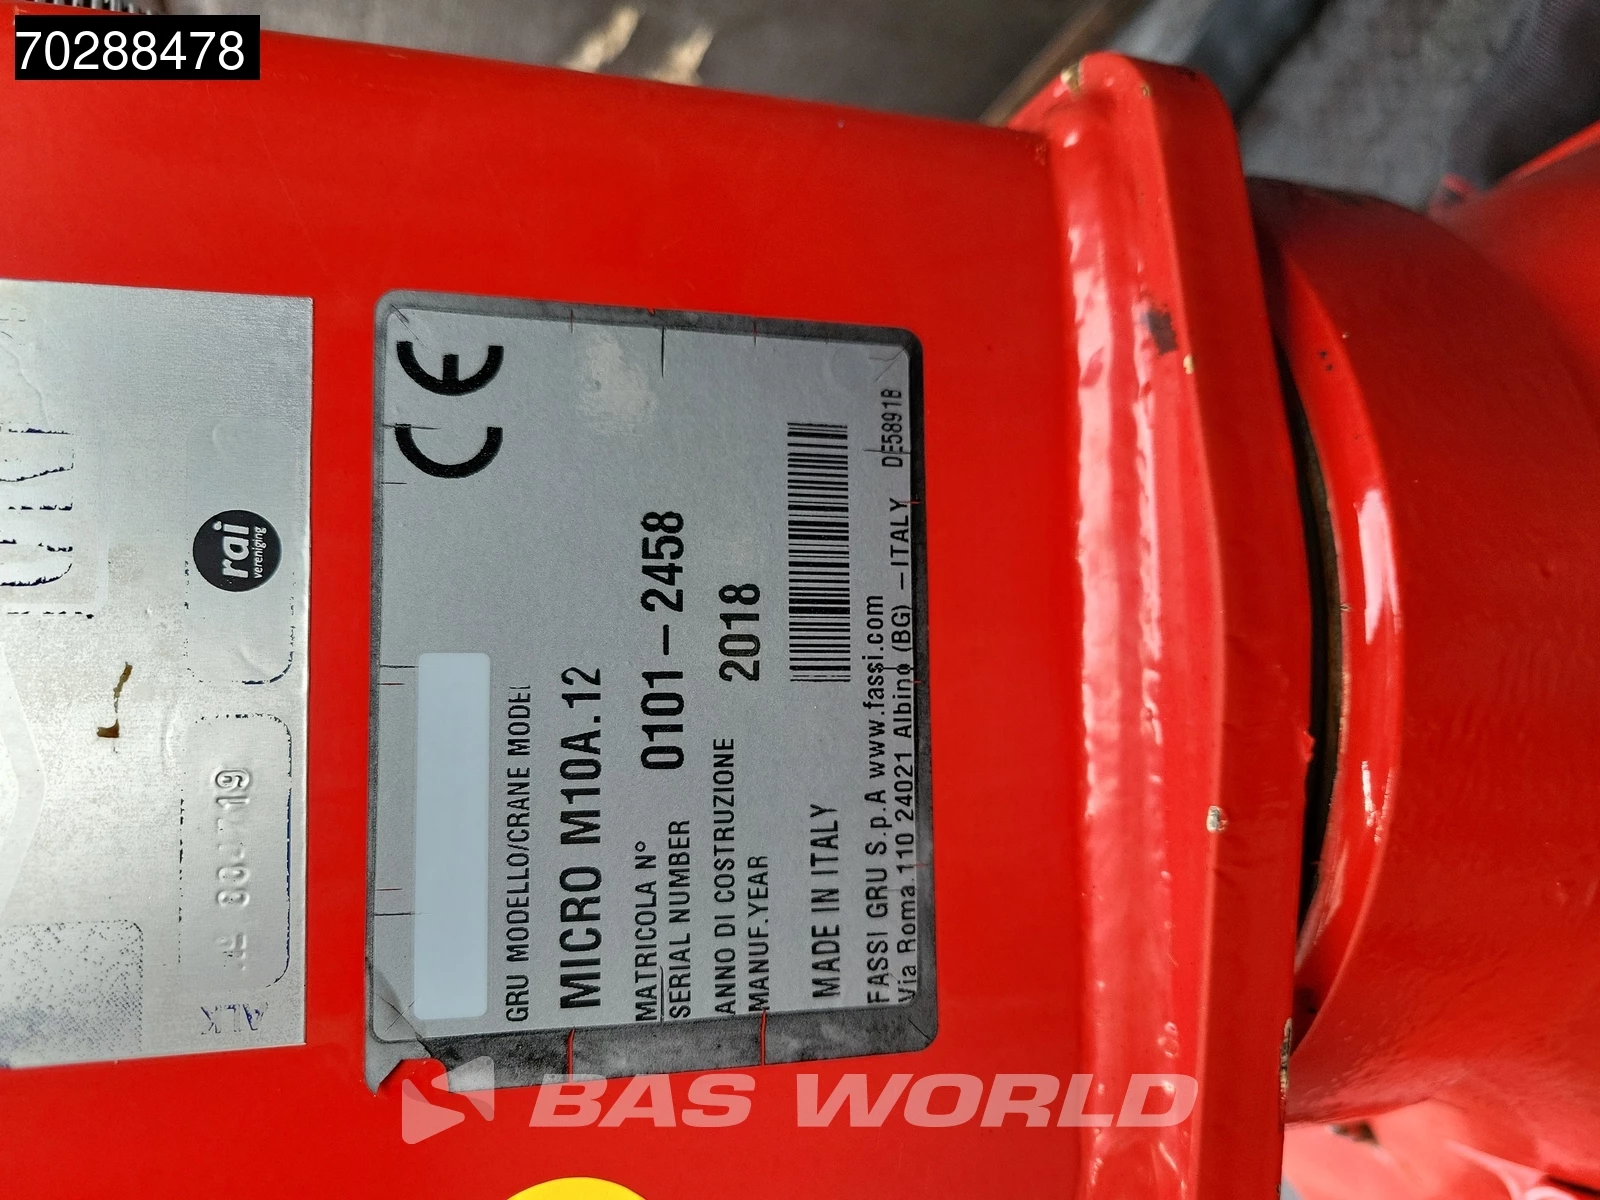 70288478
rai
vereniging
CE
GRU MODELLO/CRANE MODEL
MICRO M10A.12
MATRICOLA N°
SERIAL NUMBER
0101-2458
ANNO DI COSTRUZIONE
MANUF.YEAR
2018
MADE IN ITALY
FASSI GRU S.p.A www.fassi.com
Via Roma 110 24021 Albino (BG) - ITALY
DE58918
BAS WORLD